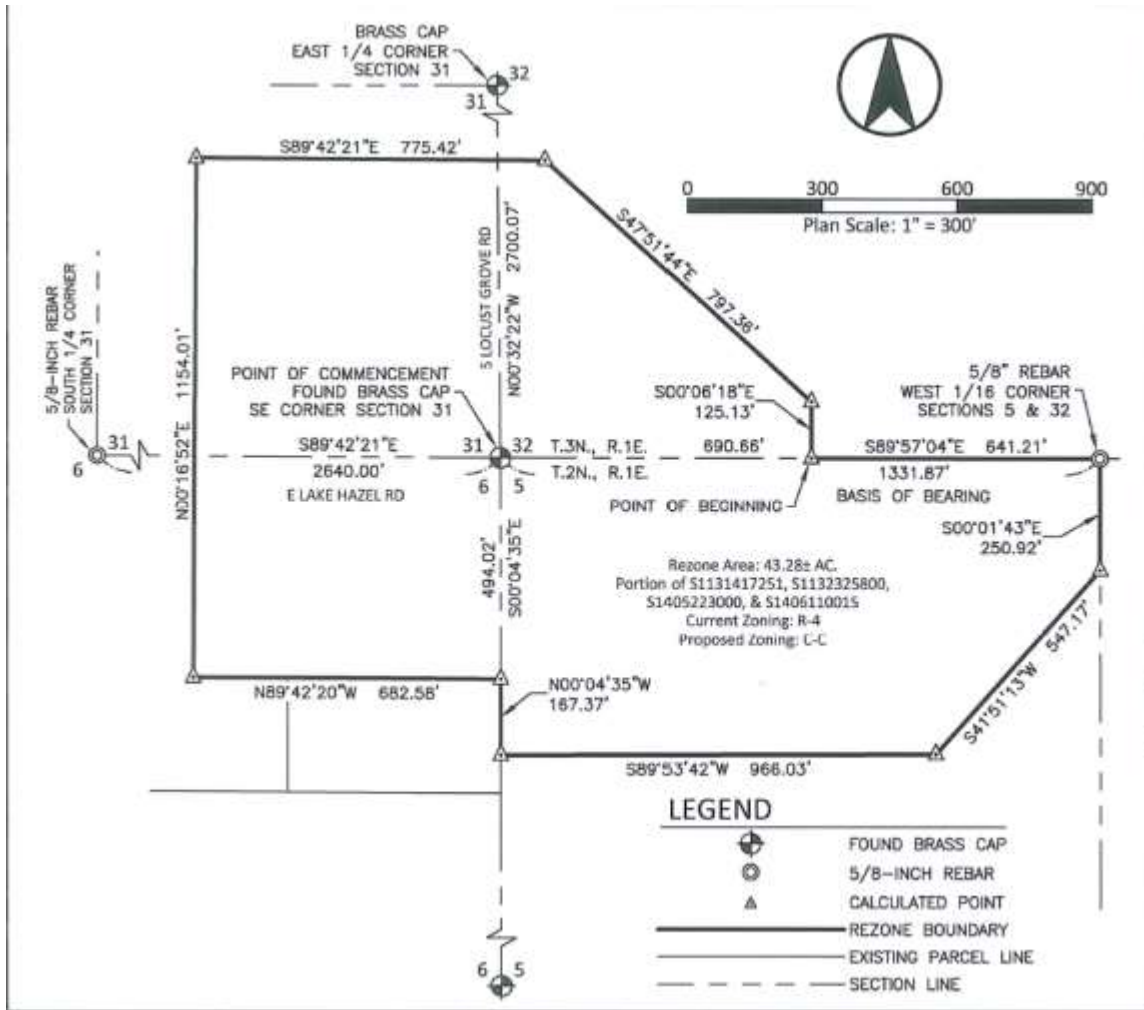 BRASS CAP
EAST 1/4 CORNER
SECTION 31
32
31
S89°42'21"E 775.42'
0 300 600 900
Plan Scale: 1" = 300'
S47°51'44"E 797.36'
S LOCUST GROVE RD
N00°32'22"W 2700.07'
5/8-INCH REBAR
SOUTH 1/4 CORNER
SECTION 31
N00°16'52"E 1154.01'
POINT OF COMMENCEMENT
FOUND BRASS CAP
SE CORNER SECTION 31
S00°06'18"E
125.13'
5/8" REBAR
WEST 1/16 CORNER
SECTIONS 5 & 32
31
6
S89°42'21"E
2640.00'
E LAKE HAZEL RD
31 32
6 5
T.3N., R.1E.
T.2N., R.1E.
690.66'
S89°57'04"E 641.21'
1331.87'
BASIS OF BEARING
POINT OF BEGINNING
S00°01'43"E
250.92'
494.02'
S00°04'35"E
Rezone Area: 43.28± AC.
Portion of S1131417251, S1132325800,
S1405223000, & S1406110015
Current Zoning: R-4
Proposed Zoning: C-C
S41°51'13"W 547.17'
N89°42'20"W 682.58'
N00°04'35"W
167.37'
S89°53'42"W 966.03'
LEGEND
FOUND BRASS CAP
5/8-INCH REBAR
CALCULATED POINT
REZONE BOUNDARY
EXISTING PARCEL LINE
SECTION LINE
6 5